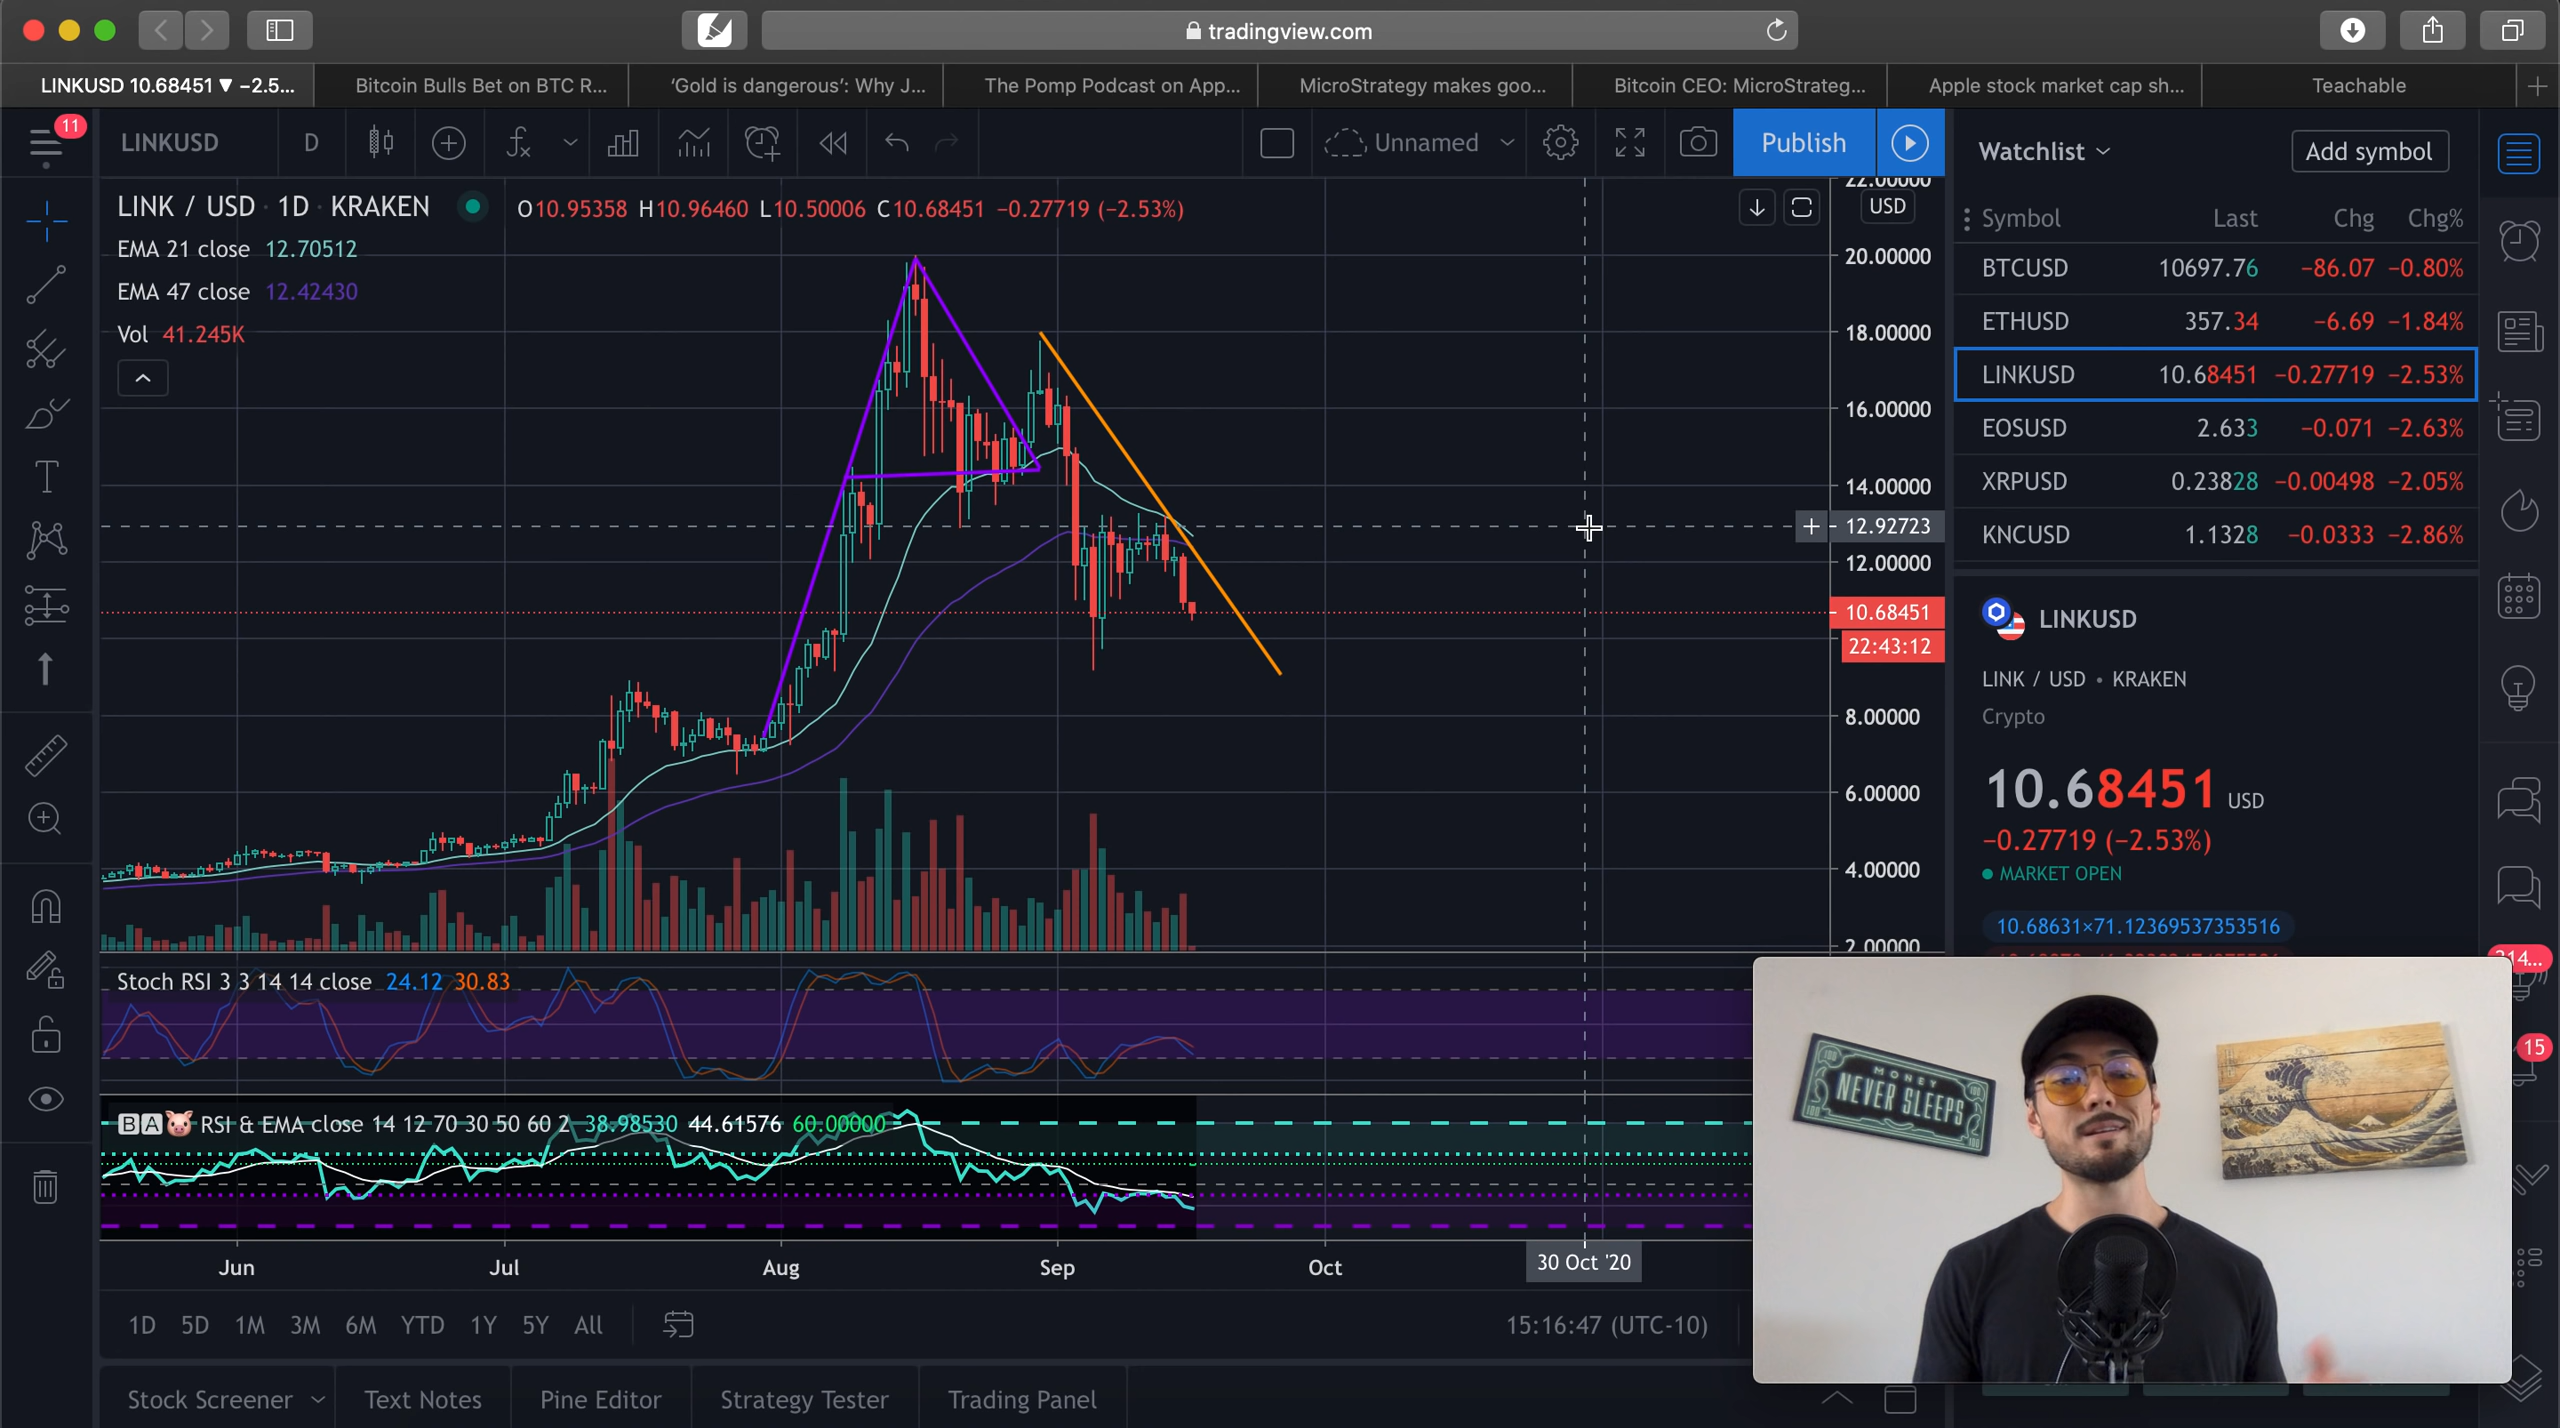 tradingview.com
LINKUSD 10.68451 ▼ −2.5...
Bitcoin Bulls Bet on BTC R...
‘Gold is dangerous’: Why J...
The Pomp Podcast on App...
MicroStrategy makes goo...
Bitcoin CEO: MicroStrateg...
Apple stock market cap sh...
Teachable
11
LINKUSD
D
Unnamed
Publish
Watchlist
Add symbol
LINK / USD · 1D · KRAKEN
O10.95358 H10.96460 L10.50006 C10.68451 −0.27719 (−2.53%)
EMA 21 close 12.70512
EMA 47 close 12.42430
Vol 41.245K
22.00000
USD
20.00000
18.00000
16.00000
14.00000
12.92723
12.00000
10.68451
22:43:12
8.00000
6.00000
4.00000
2.00000
Symbol Last Chg Chg%
BTCUSD 10697.76 −86.07 −0.80%
ETHUSD 357.34 −6.69 −1.84%
LINKUSD 10.68451 −0.27719 −2.53%
EOSUSD 2.633 −0.071 −2.63%
XRPUSD 0.23828 −0.00498 −2.05%
KNCUSD 1.1328 −0.0333 −2.86%
LINKUSD
LINK / USD • KRAKEN
Crypto
10.68451 USD
−0.27719 (−2.53%)
MARKET OPEN
10.68631×71.12369537353516
214...
15
Stoch RSI 3 3 14 14 close 24.12 30.83
BA RSI & EMA close 14 12 70 30 50 60 2 38.98530 44.61576 60.00000
Jun Jul Aug Sep Oct 30 Oct '20
1D 5D 1M 3M 6M YTD 1Y 5Y All
15:16:47 (UTC-10)
Stock Screener
Text Notes
Pine Editor
Strategy Tester
Trading Panel
MONEY
NEVER SLEEPS
100
100
100
100